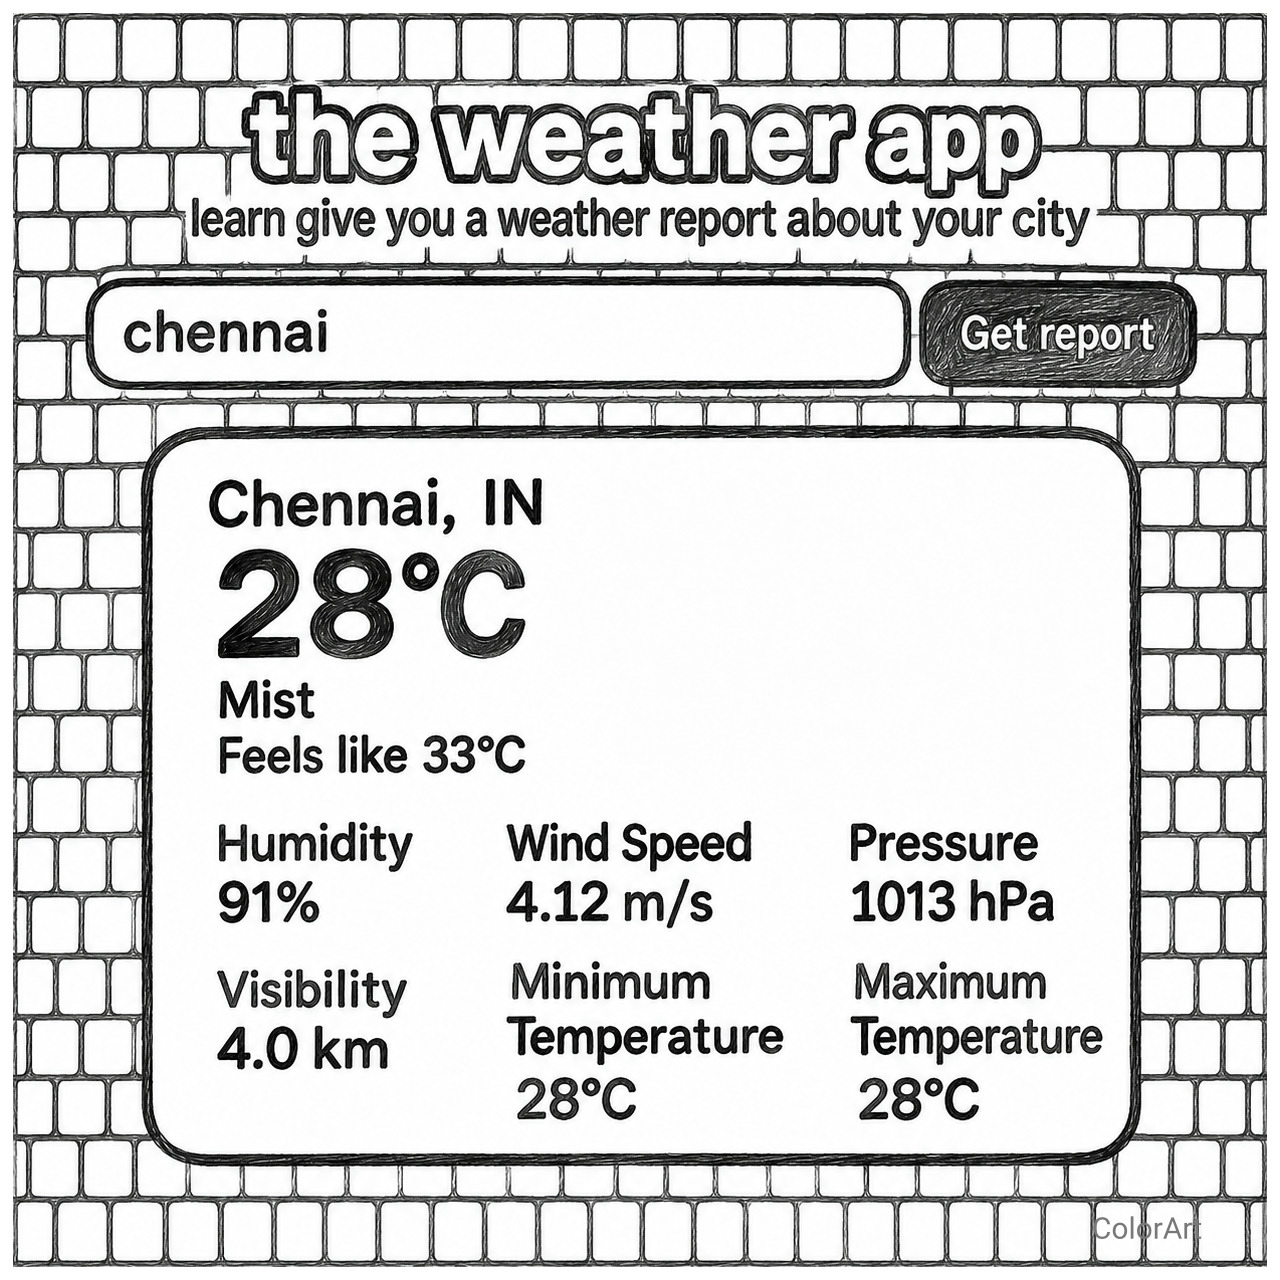 the weather app
learn give you a weather report about your city
chennai
Get report
Chennai, IN
28°C
Mist
Feels like 33°C
Humidity
91%
Wind Speed
4.12 m/s
Pressure
1013 hPa
Visibility
4.0 km
Minimum
Temperature
28°C
Maximum
Temperature
28°C
ColorArt